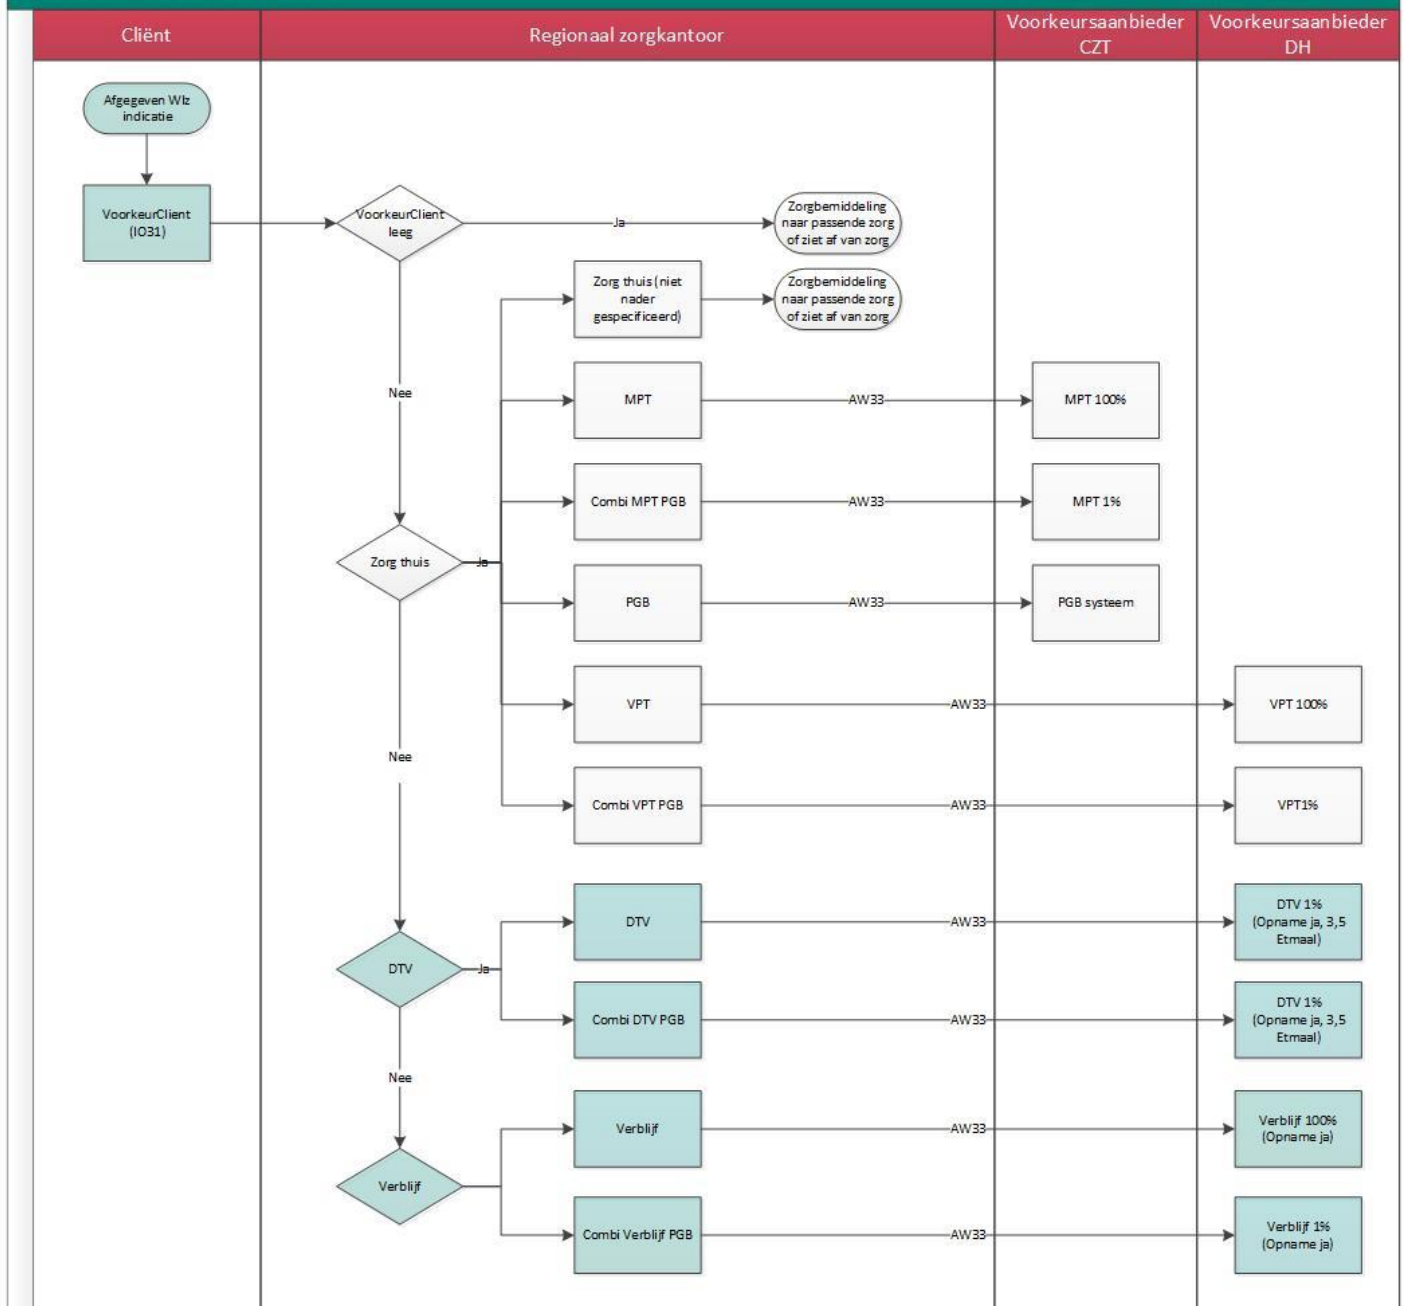 Cliënt
Regionaal zorgkantoor
Voorkeursaanbieder
CZT
Voorkeursaanbieder
DH
Afgegeven Wlz
indicatie
VoorkeurClient
(IO31)
VoorkeurClient
leeg
Ja
Zorgbemiddeling
naar passende zorg
of ziet af van zorg
Zorg thuis (niet
nader
gespecificeerd)
Zorgbemiddeling
naar passende zorg
of ziet af van zorg
Nee
MPT
AW33
MPT 100%
Combi MPT PGB
AW33
MPT 1%
Zorg thuis
Ja
PGB
AW33
PGB systeem
VPT
AW33
VPT 100%
Nee
Combi VPT PGB
AW33
VPT1%
DTV
AW33
DTV 1%
(Opname ja, 3,5
Etmaal)
DTV
Ja
Combi DTV PGB
AW33
DTV 1%
(Opname ja, 3,5
Etmaal)
Nee
Verblijf
AW33
Verblijf 100%
(Opname ja)
Verblijf
Combi Verblijf PGB
AW33
Verblijf 1%
(Opname ja)